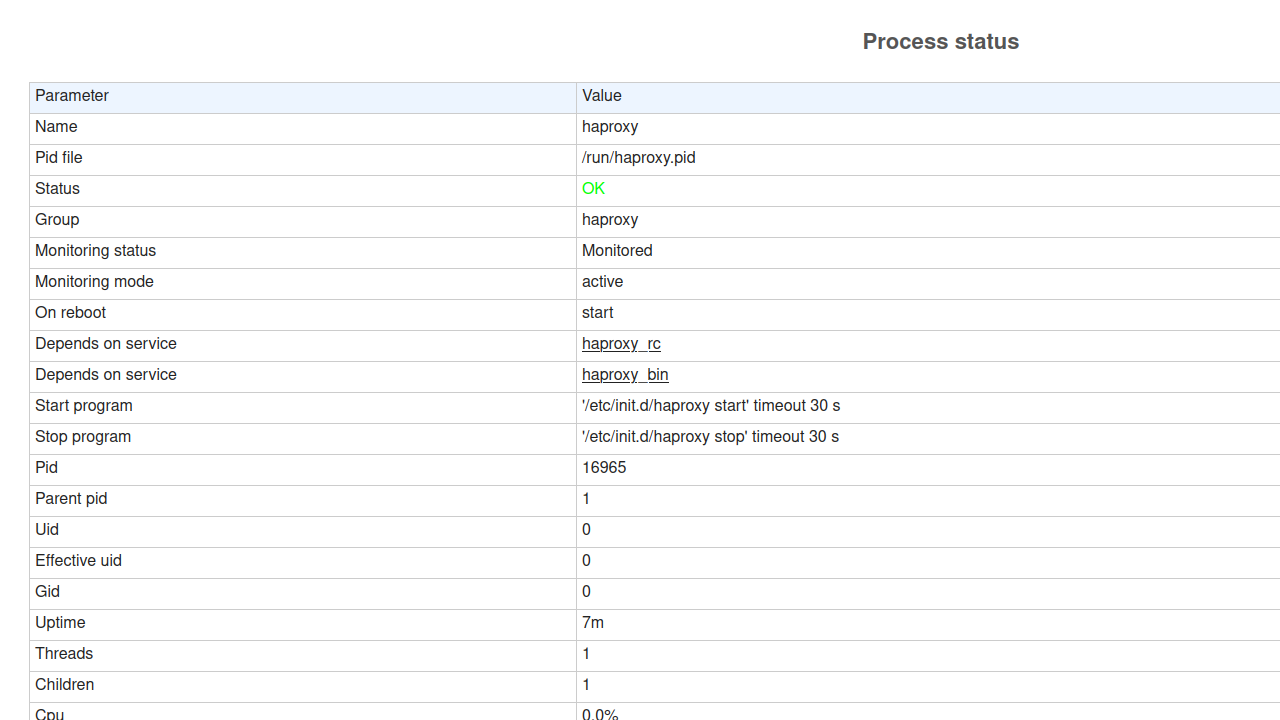 Process status
Parameter Value
Name haproxy
Pid file /run/haproxy.pid
Status OK
Group haproxy
Monitoring status Monitored
Monitoring mode active
On reboot start
Depends on service haproxy_rc
Depends on service haproxy_bin
Start program '/etc/init.d/haproxy start' timeout 30 s
Stop program '/etc/init.d/haproxy stop' timeout 30 s
Pid 16965
Parent pid 1
Uid 0
Effective uid 0
Gid 0
Uptime 7m
Threads 1
Children 1
Cpu 0.0%